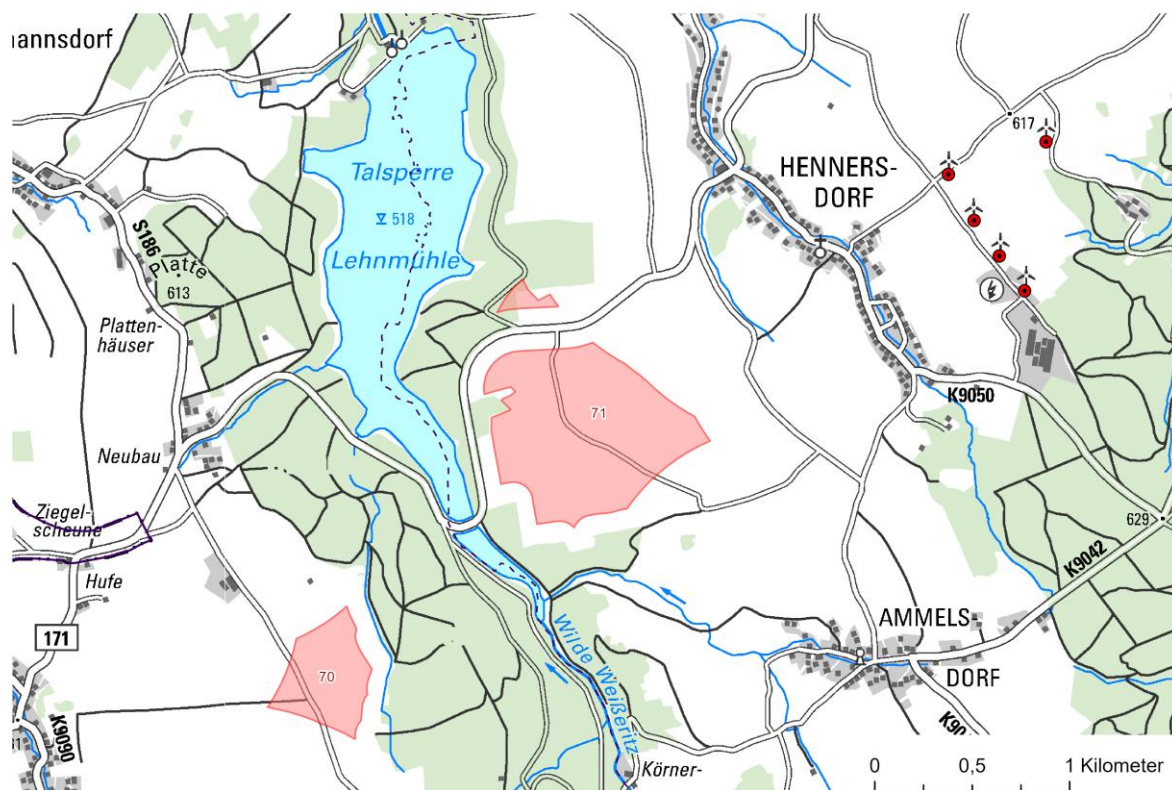 annsdorf
617
HENNERS-
DORF
Talsperre
518
Lehnmühle
S186
Platte
613
Platten-
häuser
71
K9050
Neubau
Ziegel-
scheune
629
K9042
Hufe
AMMELS-
DORF
171
70
Wilde Weißeritz
K9090
Körner-
0 0,5 1 Kilometer